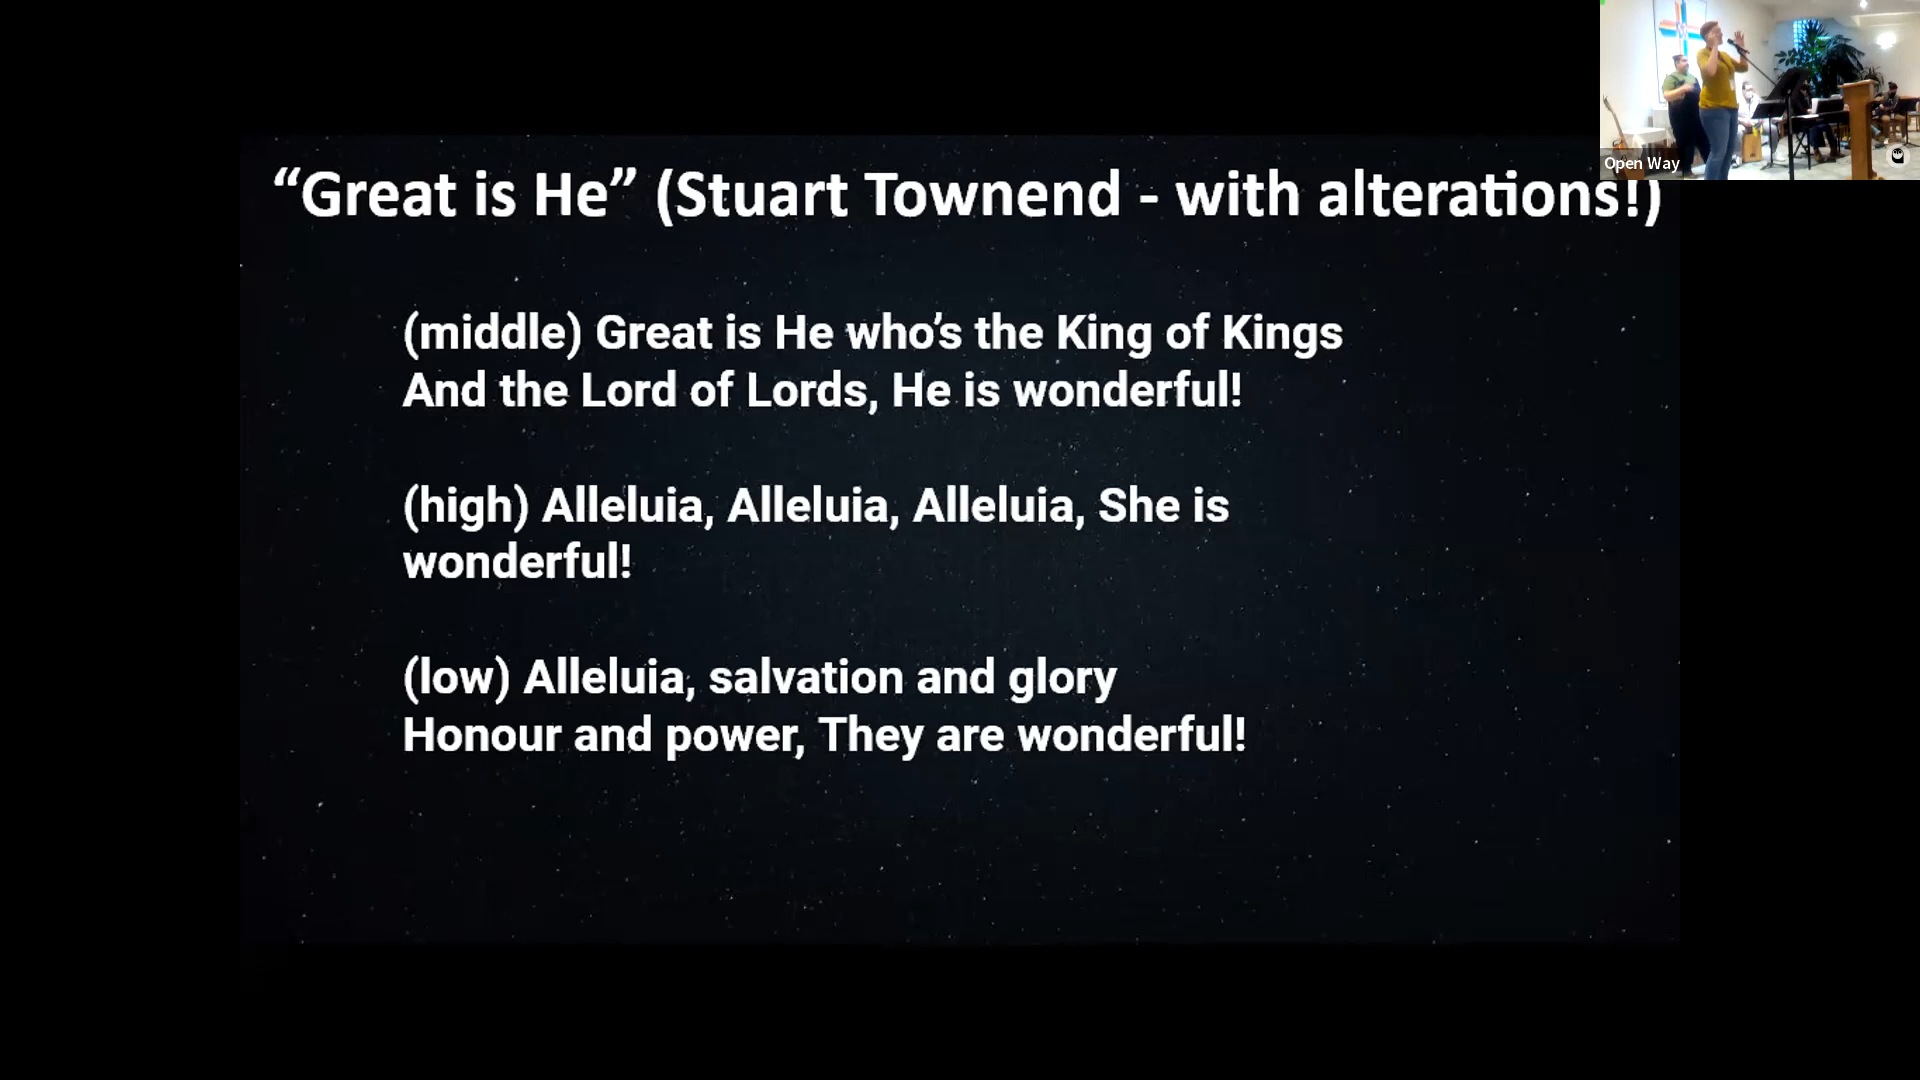 “Great is He” (Stuart Townend - with alterations!)
(middle) Great is He who’s the King of Kings
And the Lord of Lords, He is wonderful!
(high) Alleluia, Alleluia, Alleluia, She is
wonderful!
(low) Alleluia, salvation and glory
Honour and power, They are wonderful!
Open Way